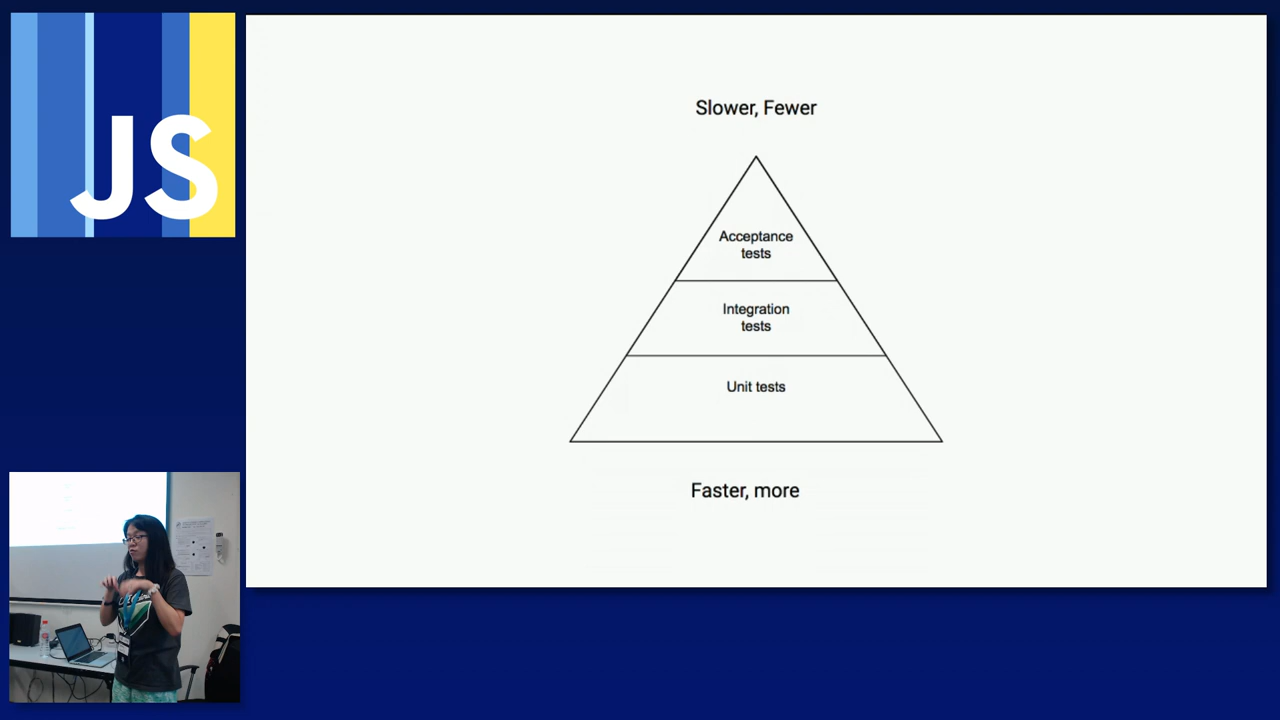 JS
Slower, Fewer
Acceptance
tests
Integration
tests
Unit tests
Faster, more